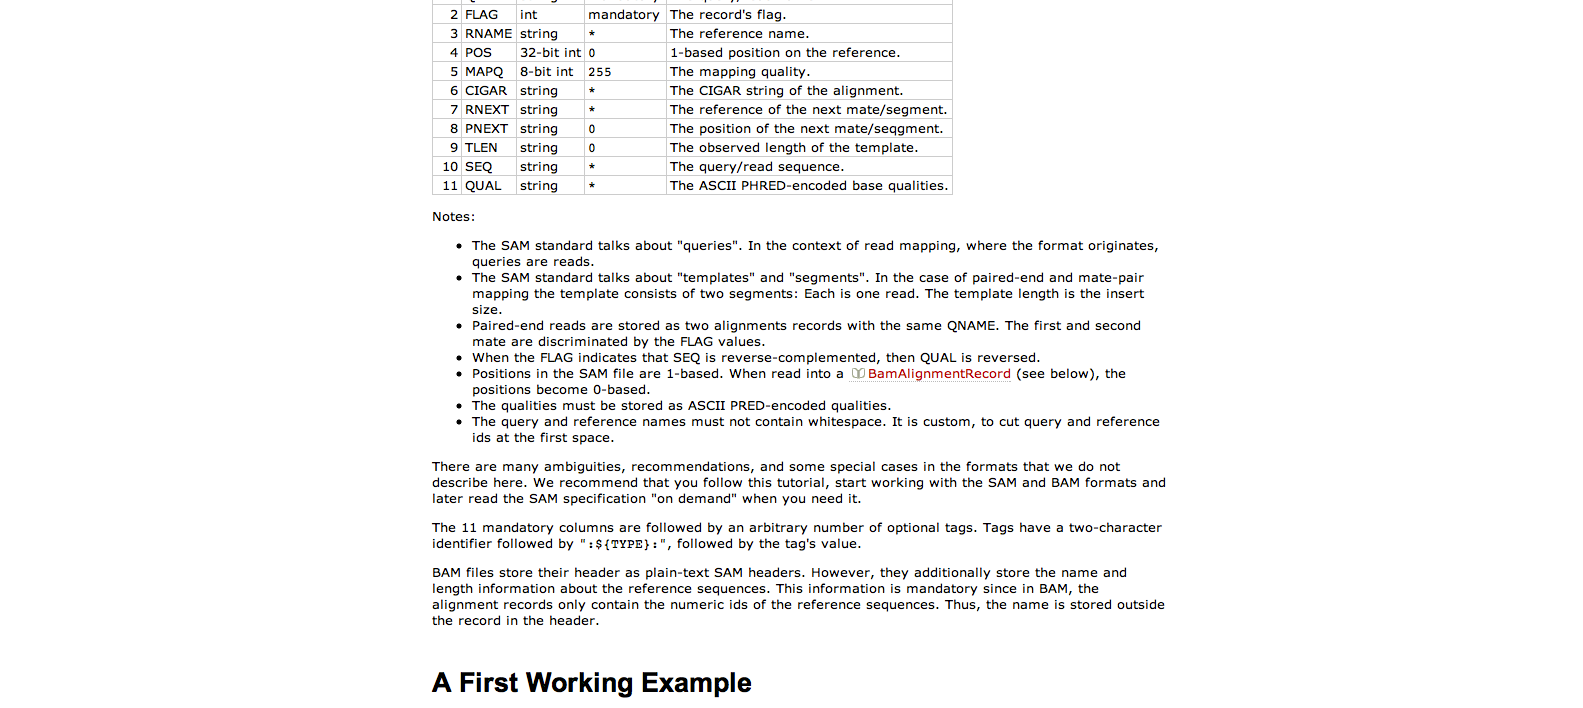 2 FLAG int mandatory The record's flag.
3 RNAME string * The reference name.
4 POS 32-bit int 0 1-based position on the reference.
5 MAPQ 8-bit int 255 The mapping quality.
6 CIGAR string * The CIGAR string of the alignment.
7 RNEXT string * The reference of the next mate/segment.
8 PNEXT string 0 The position of the next mate/seqgment.
9 TLEN string 0 The observed length of the template.
10 SEQ string * The query/read sequence.
11 QUAL string * The ASCII PHRED-encoded base qualities.
Notes:
• The SAM standard talks about "queries". In the context of read mapping, where the format originates,
queries are reads.
• The SAM standard talks about "templates" and "segments". In the case of paired-end and mate-pair
mapping the template consists of two segments: Each is one read. The template length is the insert
size.
• Paired-end reads are stored as two alignments records with the same QNAME. The first and second
mate are discriminated by the FLAG values.
• When the FLAG indicates that SEQ is reverse-complemented, then QUAL is reversed.
• Positions in the SAM file are 1-based. When read into a BamAlignmentRecord (see below), the
positions become 0-based.
• The qualities must be stored as ASCII PRED-encoded qualities.
• The query and reference names must not contain whitespace. It is custom, to cut query and reference
ids at the first space.
There are many ambiguities, recommendations, and some special cases in the formats that we do not
describe here. We recommend that you follow this tutorial, start working with the SAM and BAM formats and
later read the SAM specification "on demand" when you need it.
The 11 mandatory columns are followed by an arbitrary number of optional tags. Tags have a two-character
identifier followed by ":${TYPE}:", followed by the tag's value.
BAM files store their header as plain-text SAM headers. However, they additionally store the name and
length information about the reference sequences. This information is mandatory since in BAM, the
alignment records only contain the numeric ids of the reference sequences. Thus, the name is stored outside
the record in the header.
A First Working Example